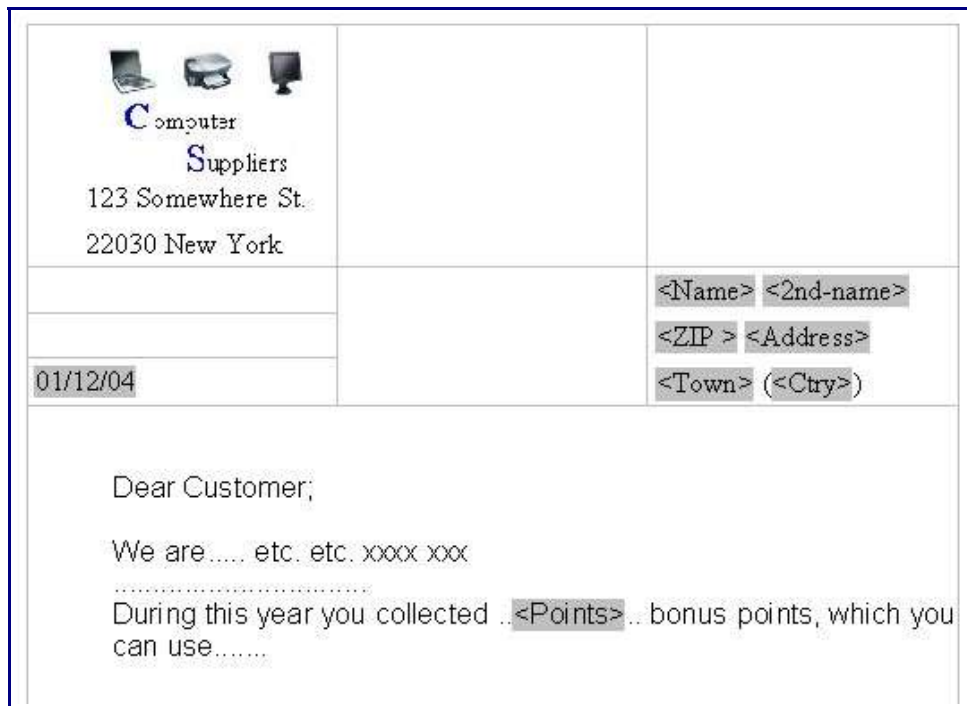 Computer
Suppliers
123 Somewhere St.
22030 New York
<Name> <2nd-name>
<ZIP > <Address>
01/12/04
<Town> (<Ctry>)
Dear Customer;
We are..... etc. etc. xxxx xxx
................................
During this year you collected ..<Points>.. bonus points, which you
can use.......